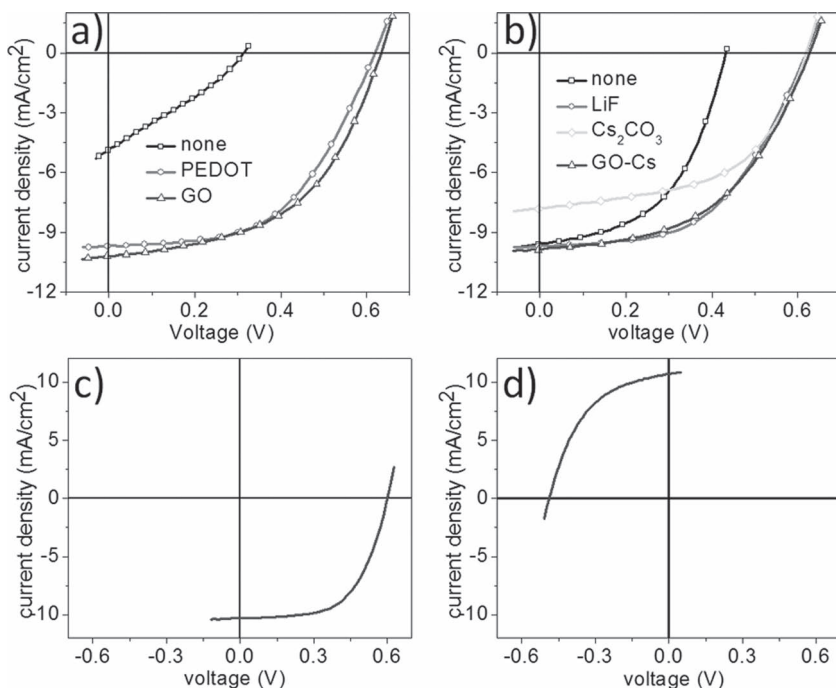 a)
0
-3
-6
-9
-12
current density (mA/cm²)
none
PEDOT
GO
0.0 0.2 0.4 0.6
Voltage (V)
b)
0
-3
-6
-9
-12
current density (mA/cm²)
none
LiF
Cs₂CO₃
GO-Cs
0.0 0.2 0.4 0.6
voltage (V)
c)
10
5
0
-5
-10
current density (mA/cm²)
-0.6 -0.3 0.0 0.3 0.6
voltage (V)
d)
10
5
0
-5
-10
current density (mA/cm²)
-0.6 -0.3 0.0 0.3 0.6
voltage (V)